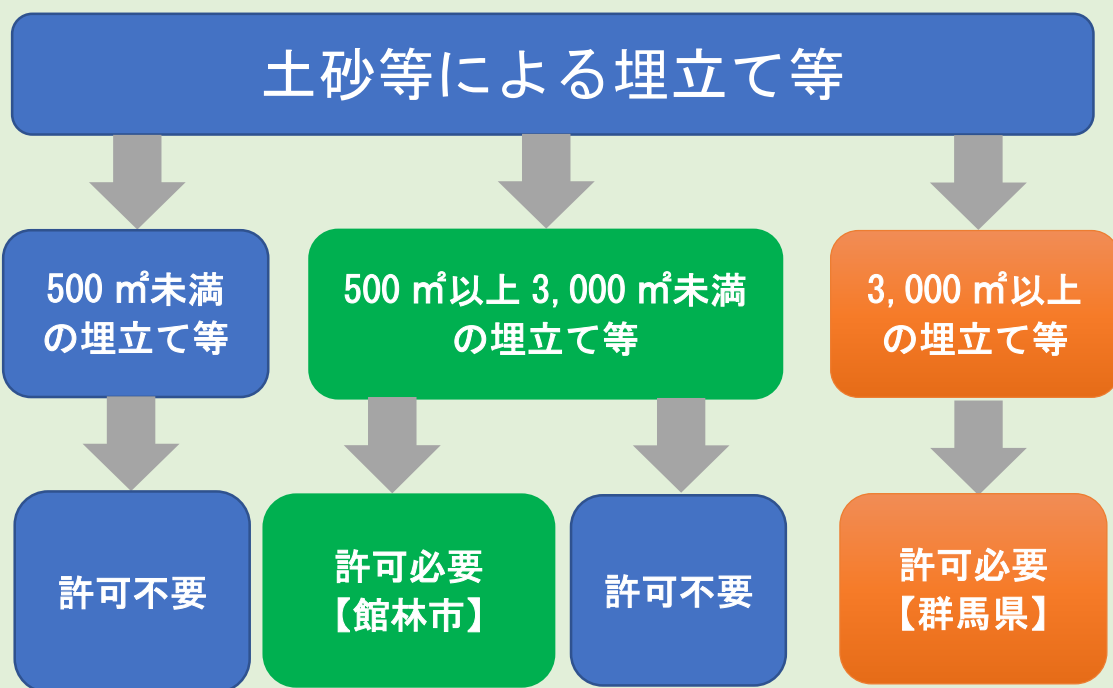 土砂等による埋立て等
500 ㎡未満
の埋立て等
500 ㎡以上 3,000 ㎡未満
の埋立て等
3,000 ㎡以上
の埋立て等
許可不要
許可必要
【館林市】
許可不要
許可必要
【群馬県】